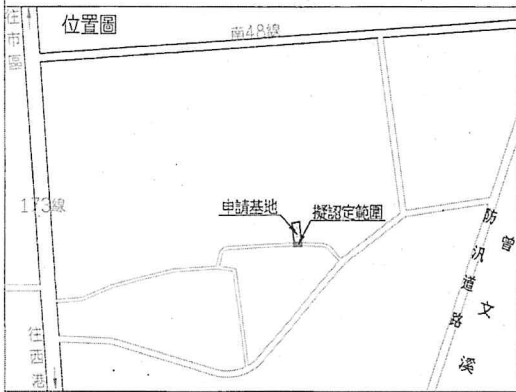 往市區
位置圖
南48線
173線
申請基地
擬認定範圍
防汛道路
曾文溪
往西港